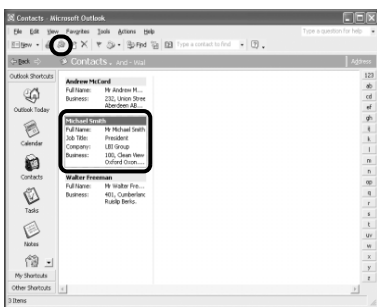 Contacts - Microsoft Outlook
File Edit View Favorites Tools Actions Help
Type a question for help
New
Find
Type a contact to find
Back
Contacts . And - Wal
Address
Outlook Shortcuts
Outlook Today
Calendar
Contacts
Tasks
Notes
My Shortcuts
Other Shortcuts
Andrew McCard
Full Name: Mr Andrew M...
Business: 232, Union Stree
Aberdeen AB...
Michael Smith
Full Name: Mr Michael Smith
Job Title: President
Company: LBI Group
Business: 100, Clean View
Oxford Oxon....
Walter Freeman
Full Name: Mr Walter Fre...
Business: 401, Cumberlanc
Ruislip Berks.
123
ab
cd
ef
gh
ij
k
l
m
n
op
q
r
s
t
uv
w
x
y
z
3 Items